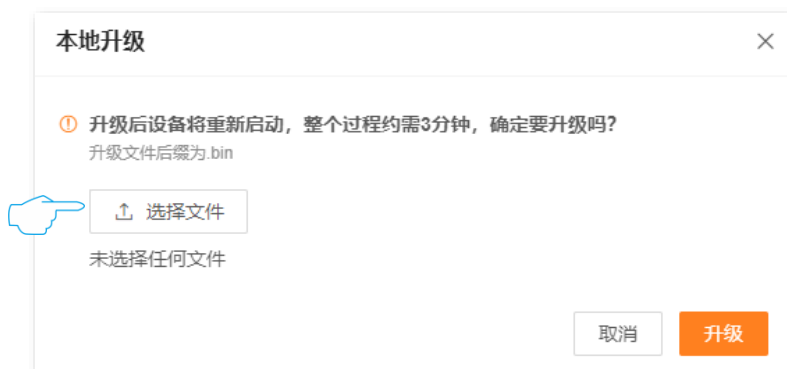 本地升级
升级后设备将重新启动，整个过程约需3分钟，确定要升级吗？
升级文件后缀为.bin
选择文件
未选择任何文件
取消
升级